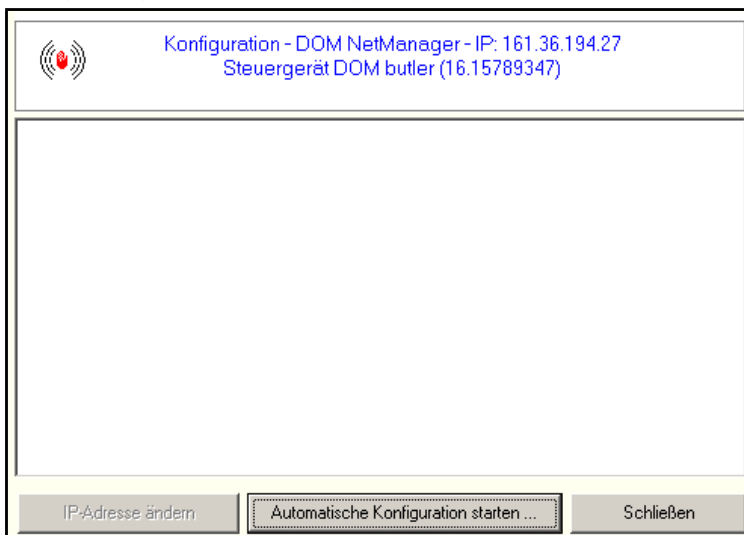 Konfiguration - DOM NetManager - IP: 161.36.194.27
Steuergerät DOM butler (16.15789347)
IP-Adresse ändern
Automatische Konfiguration starten ...
Schließen